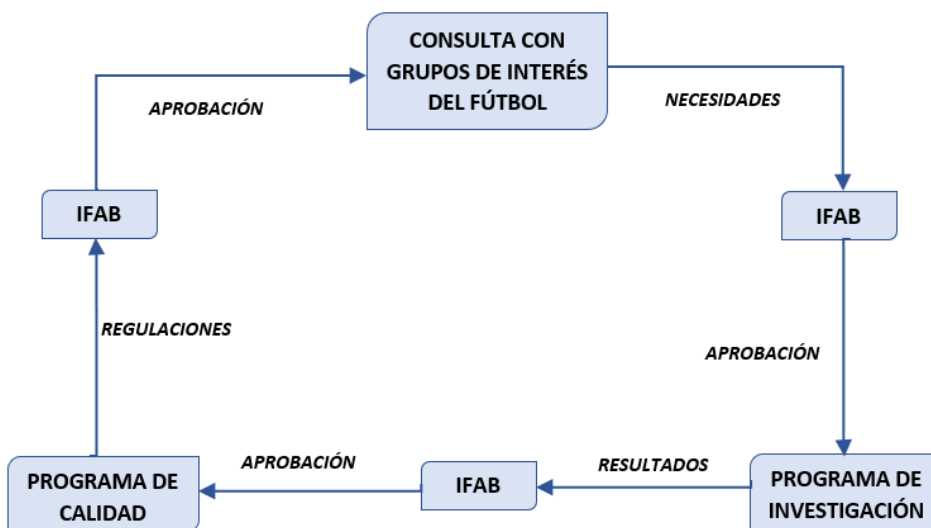 CONSULTA CON
GRUPOS DE INTERÉS
DEL FÚTBOL
APROBACIÓN
NECESIDADES
IFAB
IFAB
REGULACIONES
APROBACIÓN
APROBACIÓN
RESULTADOS
PROGRAMA DE
CALIDAD
IFAB
PROGRAMA DE
INVESTIGACIÓN